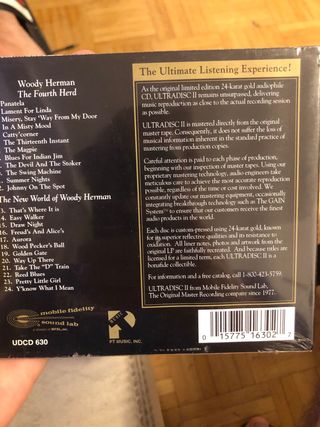 Woody Herman
The Fourth Herd
Panatela
Lament For Linda
Misery, Stay 'Way From My Door
In A Misty Mood
Catty'corner
The Thirteenth Instant
The Magpie
Blues For Indian Jim
The Devil And The Stoker
The Swing Machine
Summer Nights
2. Johnny On The Spot
The New World of Woody Herman
3. That's Where It Is
4. Easy Walker
5. Draw Night
6. Fread's And Alice's
7. Aurora
8. Wood Pecker's Ball
9. Golden Gate
20. Way Up There
21. Take The "D" Train
22. Reed Blues
23. Pretty Little Girl
24. Y'know What I Mean
mobile fidelity
sound lab
UDCD 630
PT MUSIC, INC.
The Ultimate Listening Experience!
As the original limited edition 24-karat gold audiophile
CD, ULTRADISC II remains unsurpassed, delivering
music reproduction as close to the actual recording session
as possible.
ULTRADISC II is mastered directly from the original
master tape. Consequently, it does not suffer the loss of
musical information inherent in the standard practice of
mastering from production copies.
Careful attention is paid to each phase of production,
beginning with our inspection of master tapes. Using our
proprietary mastering technology, audio engineers take
meticulous care to achieve the most accurate reproduction
possible, regardless of the time or cost involved. We
constantly update our mastering equipment, occasionally
integrating breakthrough technology such as The GAIN
System™ to ensure that our customers receive the finest
audio products in the world.
Each disc is custom-pressed using 24-karat gold, known
for its superior reflective qualities and its resistance to
oxidation. All liner notes, photos and artwork from the
original LP are faithfully recreated. And because titles are
licensed for a limited term, each ULTRADISC II is a
bonafide collectible.
For information and a free catalog, call 1-800-423-5759.
ULTRADISC II from Mobile Fidelity Sound Lab,
The Original Master Recording company since 1977.
0 15775 16302 7